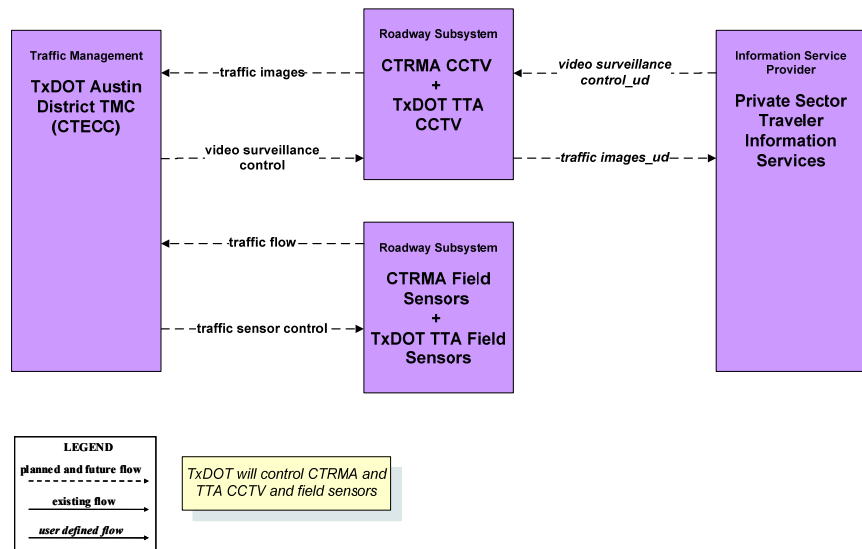 Traffic Management
TxDOT Austin
District TMC
(CTECC)
traffic images
video surveillance
control
traffic flow
traffic sensor control
Roadway Subsystem
CTRMA CCTV
+
TxDOT TTA
CCTV
Roadway Subsystem
CTRMA Field
Sensors
+
TxDOT TTA Field
Sensors
video surveillance
control_ud
traffic images_ud
Information Service
Provider
Private Sector
Traveler
Information
Services
LEGEND
planned and future flow
existing flow
user defined flow
TxDOT will control CTRMA and
TTA CCTV and field sensors